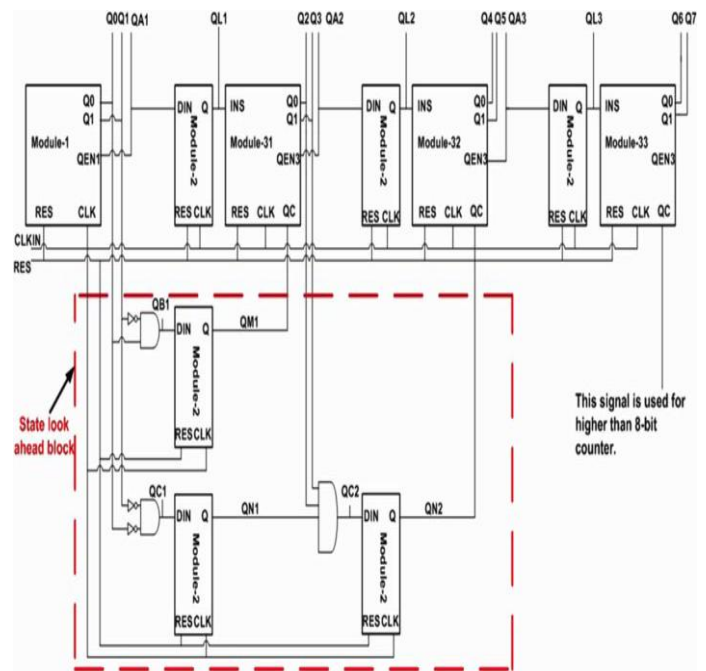 Q0 Q1 QA1 QL1 Q2 Q3 QA2 QL2 Q4 Q5 QA3 QL3 Q6 Q7
Q0
Q1
Module-1
QEN1
RES CLK
DIN Q
Module-2
RES CLK
INS Q0
Q1
Module-31
QEN3
RES CLK QC
DIN Q
Module-2
RES CLK
INS Q0
Q1
Module-32
QEN3
RES CLK QC
DIN Q
Module-2
RES CLK
INS Q0
Q1
Module-33
RES CLK QC
CLKIN
RES
QB1
DIN Q
QM1
Module-2
RES CLK
State look
ahead block
This signal is used for
higher than 8-bit
counter.
QC1
DIN Q
QN1
Module-2
RES CLK
QC2
DIN Q
QN2
Module-2
RES CLK